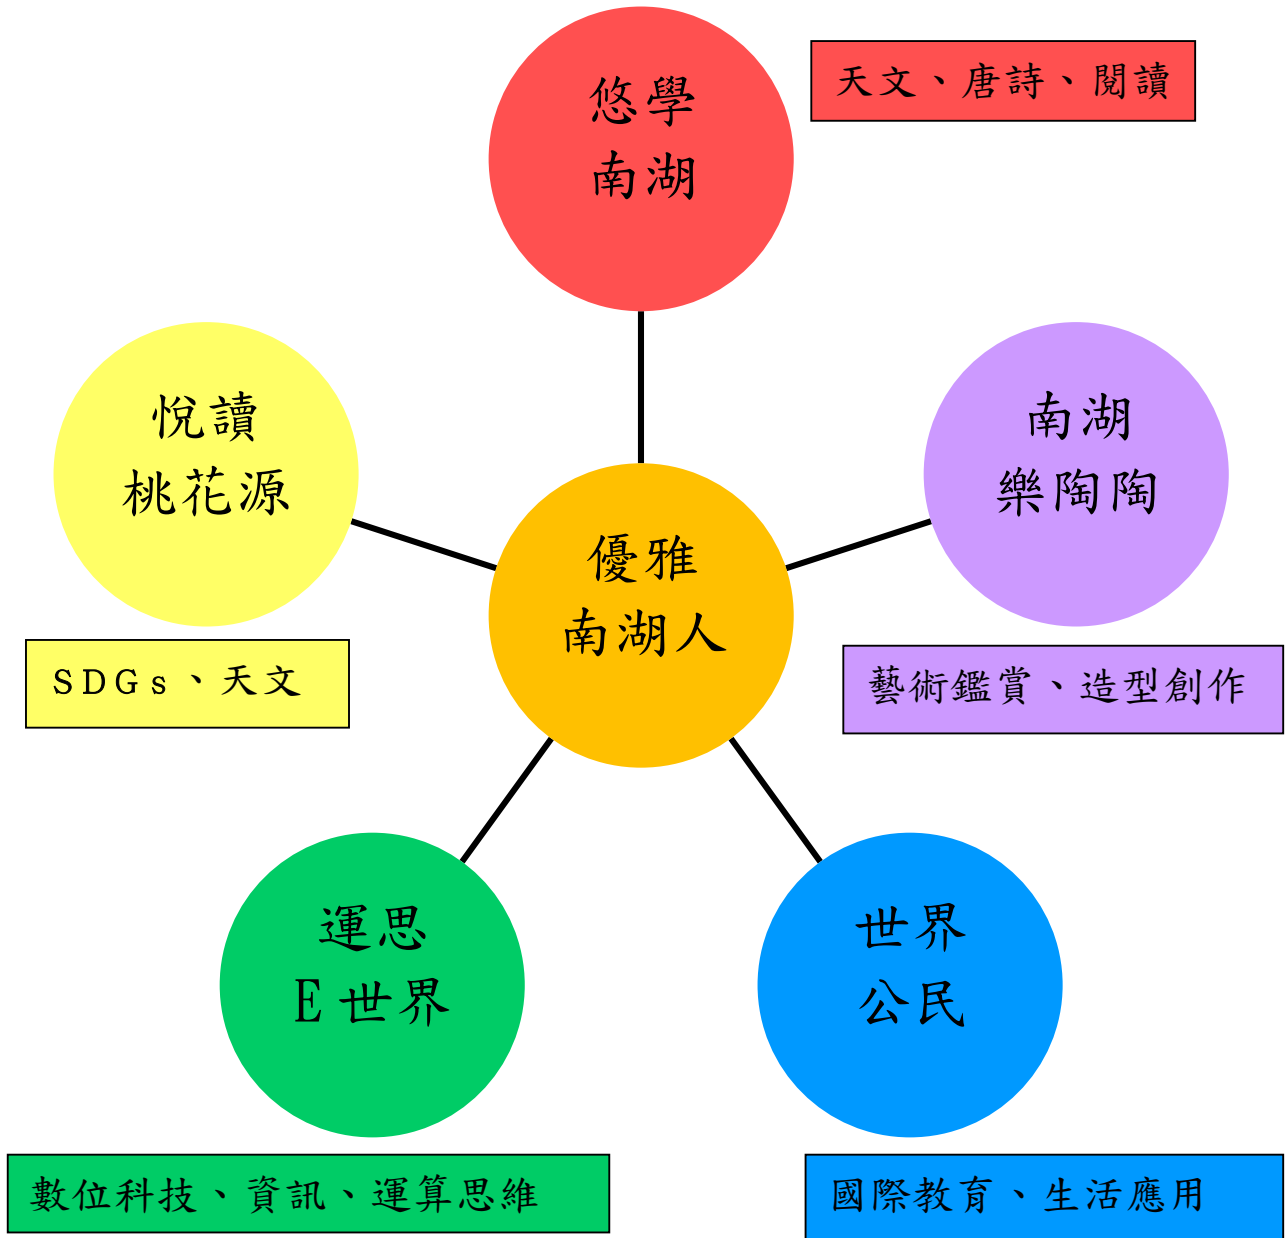 悠學
南湖
天文、唐詩、閱讀
悅讀
桃花源
SDGs、天文
南湖
樂陶陶
藝術鑑賞、造型創作
優雅
南湖人
運思
E世界
數位科技、資訊、運算思維
世界
公民
國際教育、生活應用